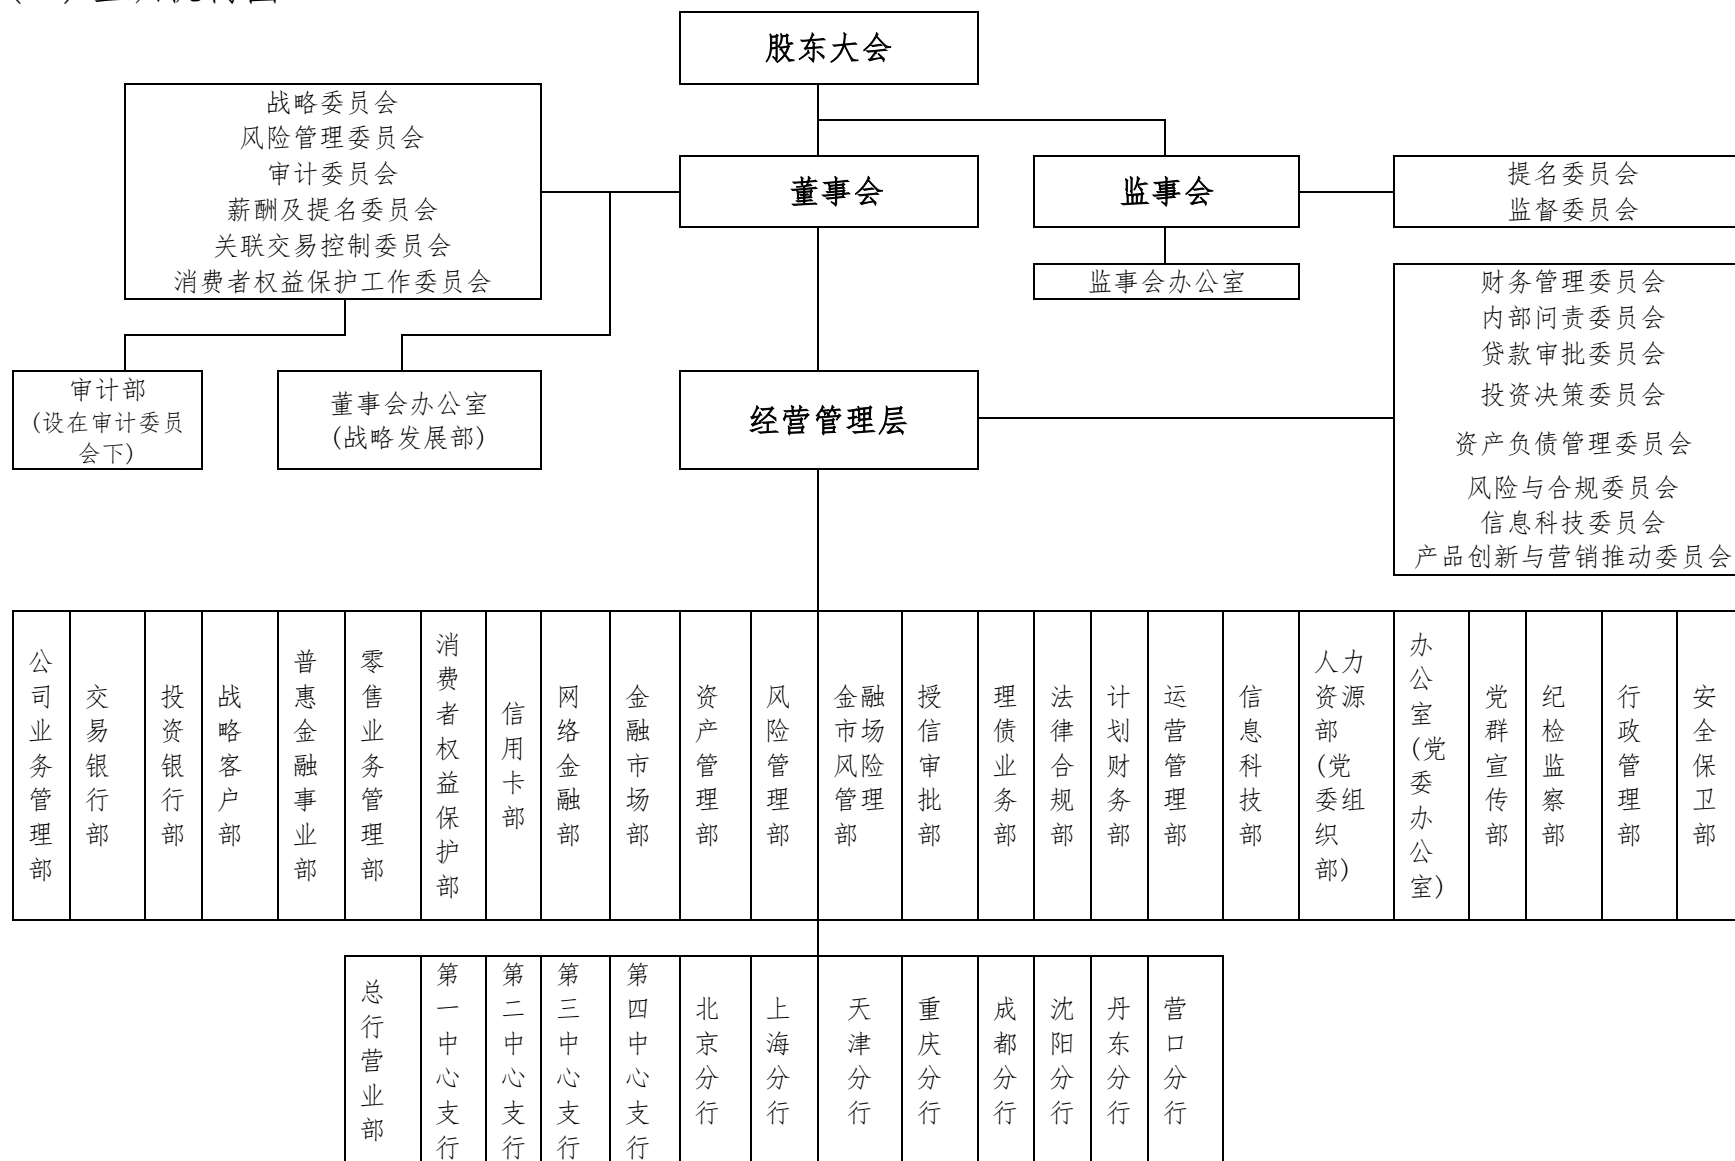 股东大会
战略委员会
风险管理委员会
审计委员会
薪酬及提名委员会
关联交易控制委员会
消费者权益保护工作委员会
董事会
监事会
提名委员会
监督委员会
监事会办公室
财务管理委员会
内部问责委员会
贷款审批委员会
投资决策委员会
资产负债管理委员会
风险与合规委员会
信息科技委员会
产品创新与营销推动委员会
审计部
(设在审计委员
会下)
董事会办公室
(战略发展部)
经营管理层
公司业务管理部
交易银行部
投资银行部
战略客户部
普惠金融事业部
零售业务管理部
消费者权益保护部
信用卡部
网络金融部
金融市场部
资产管理部
风险管理部
金融
市场
风险
管理
授信审批部
理债业务部
法律合规部
计划财务部
运营管理部
信息科技部
人力
资源
部(党
委组
织
部)
办公室(党委办公室)
党群宣传部
纪检监察部
行政管理部
安全保卫部
总行营业部
第一中心支行
第二中心支行
第三中心支行
第四中心支行
北京分行
上海分行
天津分行
重庆分行
成都分行
沈阳分行
丹东分行
营口分行